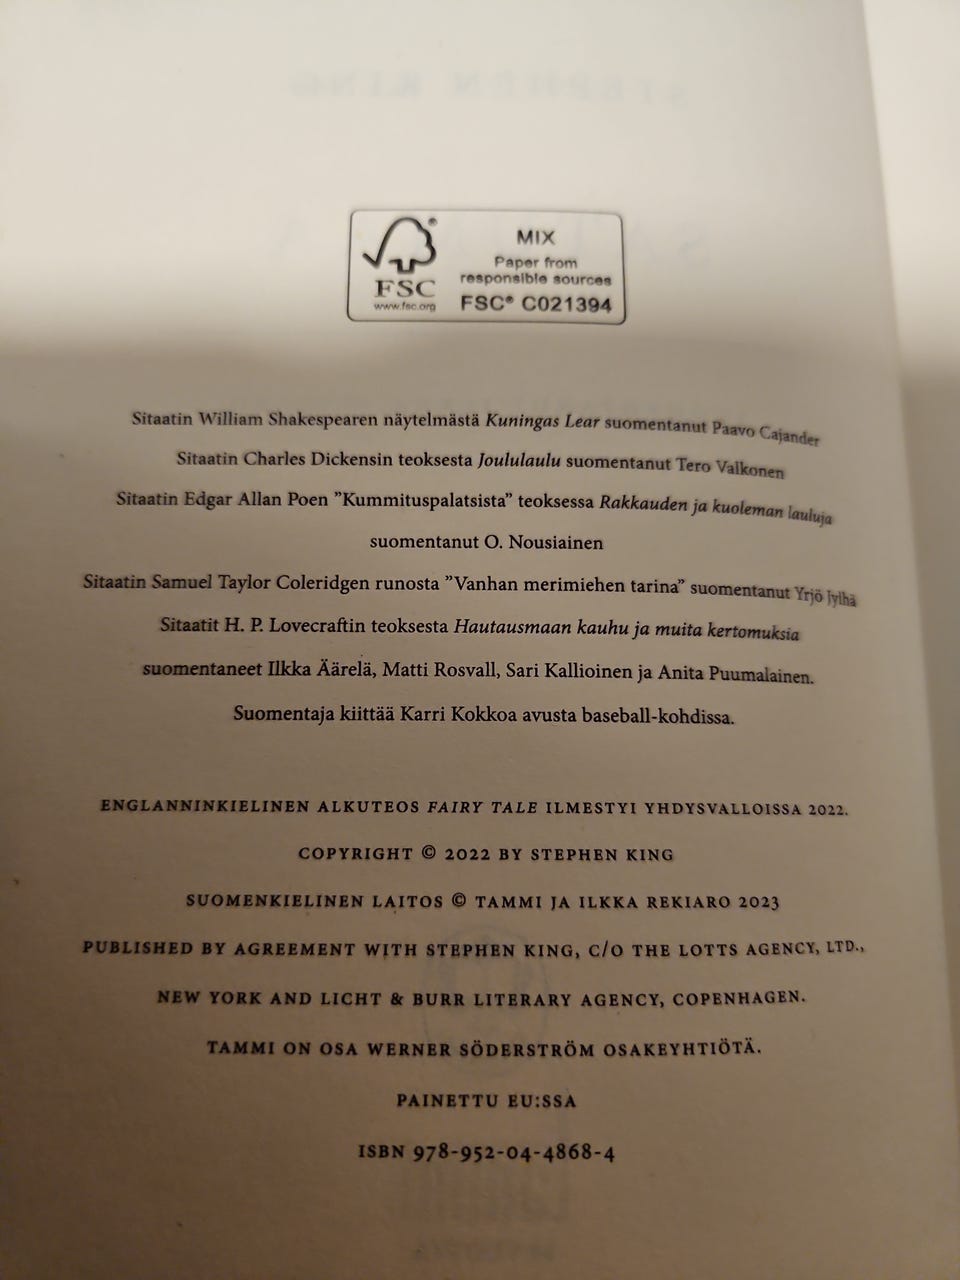 FSC®
www.fsc.org
MIX
Paper from
responsible sources
FSC® C021394
Sitaatin William Shakespearen näytelmästä Kuningas Lear suomentanut Paavo Cajander
Sitaatin Charles Dickensin teoksesta Joululaulu suomentanut Tero Valkonen
Sitaatin Edgar Allan Poen ”Kummituspalatsista” teoksessa Rakkauden ja kuoleman lauluja
suomentanut O. Nousiainen
Sitaatin Samuel Taylor Coleridgen runosta ”Vanhan merimiehen tarina” suomentanut Yrjö Jylhä
Sitaatit H. P. Lovecraftin teoksesta Hautausmaan kauhu ja muita kertomuksia
suomentaneet Ilkka Äärelä, Matti Rosvall, Sari Kallioinen ja Anita Puumalainen.
Suomentaja kiittää Karri Kokkoa avusta baseball-kohdissa.
ENGLANNINKIELINEN ALKUTEOS FAIRY TALE ILMESTYI YHDYSVALLOISSA 2022.
COPYRIGHT © 2022 BY STEPHEN KING
SUOMENKIELINEN LAITOS © TAMMI JA ILKKA REKIARO 2023
PUBLISHED BY AGREEMENT WITH STEPHEN KING, C/O THE LOTTS AGENCY, LTD.,
NEW YORK AND LICHT & BURR LITERARY AGENCY, COPENHAGEN.
TAMMI ON OSA WERNER SÖDERSTRÖM OSAKEYHTIÖTÄ.
PAINETTU EU:SSA
ISBN 978-952-04-4868-4